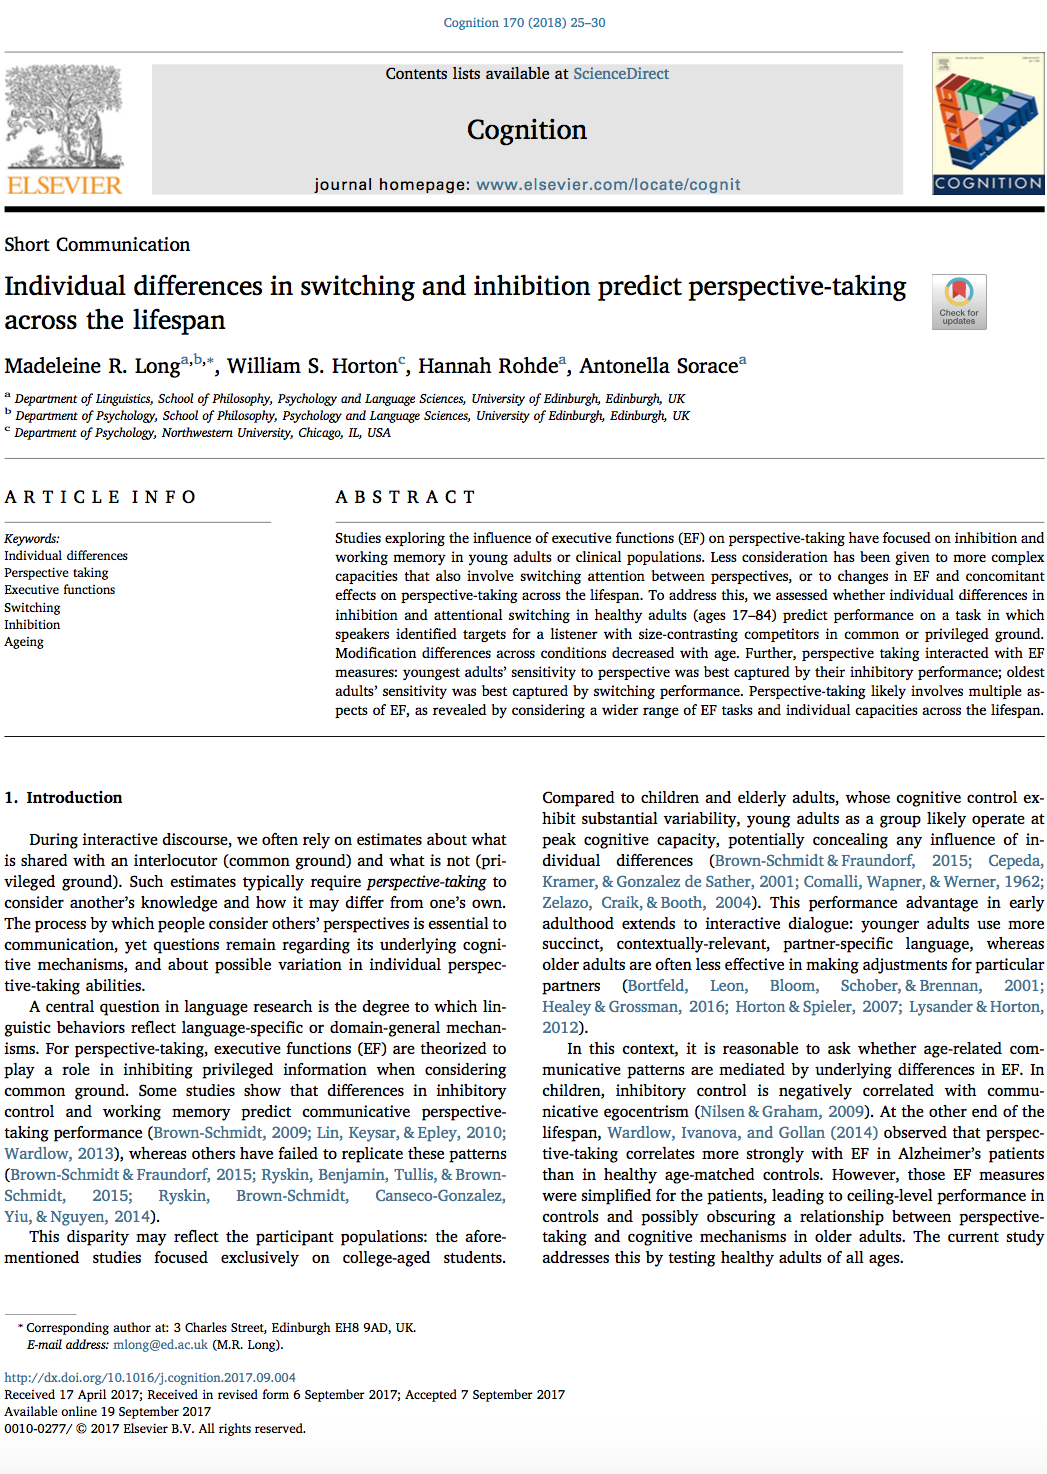 Cognition 170 (2018) 25–30
Contents lists available at ScienceDirect
Cognition
journal homepage: www.elsevier.com/locate/cognit
ELSEVIER
COGNITION
Short Communication
Individual differences in switching and inhibition predict perspective-taking
across the lifespan
Check for
updates
Madeleine R. Long^a,b,⁎, William S. Horton^c, Hannah Rohde^a, Antonella Sorace^a
^a Department of Linguistics, School of Philosophy, Psychology and Language Sciences, University of Edinburgh, Edinburgh, UK
^b Department of Psychology, School of Philosophy, Psychology and Language Sciences, University of Edinburgh, Edinburgh, UK
^c Department of Psychology, Northwestern University, Chicago, IL, USA
ARTICLE INFO
Keywords:
Individual differences
Perspective taking
Executive functions
Switching
Inhibition
Ageing
ABSTRACT
Studies exploring the influence of executive functions (EF) on perspective-taking have focused on inhibition and
working memory in young adults or clinical populations. Less consideration has been given to more complex
capacities that also involve switching attention between perspectives, or to changes in EF and concomitant
effects on perspective-taking across the lifespan. To address this, we assessed whether individual differences in
inhibition and attentional switching in healthy adults (ages 17–84) predict performance on a task in which
speakers identified targets for a listener with size-contrasting competitors in common or privileged ground.
Modification differences across conditions decreased with age. Further, perspective taking interacted with EF
measures: youngest adults' sensitivity to perspective was best captured by their inhibitory performance; oldest
adults' sensitivity was best captured by switching performance. Perspective-taking likely involves multiple as-
pects of EF, as revealed by considering a wider range of EF tasks and individual capacities across the lifespan.
1. Introduction
During interactive discourse, we often rely on estimates about what
is shared with an interlocutor (common ground) and what is not (pri-
vileged ground). Such estimates typically require perspective-taking to
consider another's knowledge and how it may differ from one's own.
The process by which people consider others' perspectives is essential to
communication, yet questions remain regarding its underlying cogni-
tive mechanisms, and about possible variation in individual perspec-
tive-taking abilities.
A central question in language research is the degree to which lin-
guistic behaviors reflect language-specific or domain-general mechan-
isms. For perspective-taking, executive functions (EF) are theorized to
play a role in inhibiting privileged information when considering
common ground. Some studies show that differences in inhibitory
control and working memory predict communicative perspective-
taking performance (Brown-Schmidt, 2009; Lin, Keysar, & Epley, 2010;
Wardlow, 2013), whereas others have failed to replicate these patterns
(Brown-Schmidt & Fraundorf, 2015; Ryskin, Benjamin, Tullis, & Brown-
Schmidt, 2015; Ryskin, Brown-Schmidt, Canseco-Gonzalez,
Yiu, & Nguyen, 2014).
This disparity may reflect the participant populations: the afore-
mentioned studies focused exclusively on college-aged students.
Compared to children and elderly adults, whose cognitive control ex-
hibit substantial variability, young adults as a group likely operate at
peak cognitive capacity, potentially concealing any influence of in-
dividual differences (Brown-Schmidt & Fraundorf, 2015; Cepeda,
Kramer, & Gonzalez de Sather, 2001; Comalli, Wapner, & Werner, 1962;
Zelazo, Craik, & Booth, 2004). This performance advantage in early
adulthood extends to interactive dialogue: younger adults use more
succinct, contextually-relevant, partner-specific language, whereas
older adults are often less effective in making adjustments for particular
partners (Bortfeld, Leon, Bloom, Schober, & Brennan, 2001;
Healey & Grossman, 2016; Horton & Spieler, 2007; Lysander & Horton,
2012).
In this context, it is reasonable to ask whether age-related com-
municative patterns are mediated by underlying differences in EF. In
children, inhibitory control is negatively correlated with commu-
nicative egocentrism (Nilsen & Graham, 2009). At the other end of the
lifespan, Wardlow, Ivanova, and Gollan (2014) observed that perspec-
tive-taking correlates more strongly with EF in Alzheimer's patients
than in healthy age-matched controls. However, those EF measures
were simplified for the patients, leading to ceiling-level performance in
controls and possibly obscuring a relationship between perspective-
taking and cognitive mechanisms in older adults. The current study
addresses this by testing healthy adults of all ages.
⁎ Corresponding author at: 3 Charles Street, Edinburgh EH8 9AD, UK.
E-mail address: mlong@ed.ac.uk (M.R. Long).
http://dx.doi.org/10.1016/j.cognition.2017.09.004
Received 17 April 2017; Received in revised form 6 September 2017; Accepted 7 September 2017
Available online 19 September 2017
0010-0277/ © 2017 Elsevier B.V. All rights reserved.